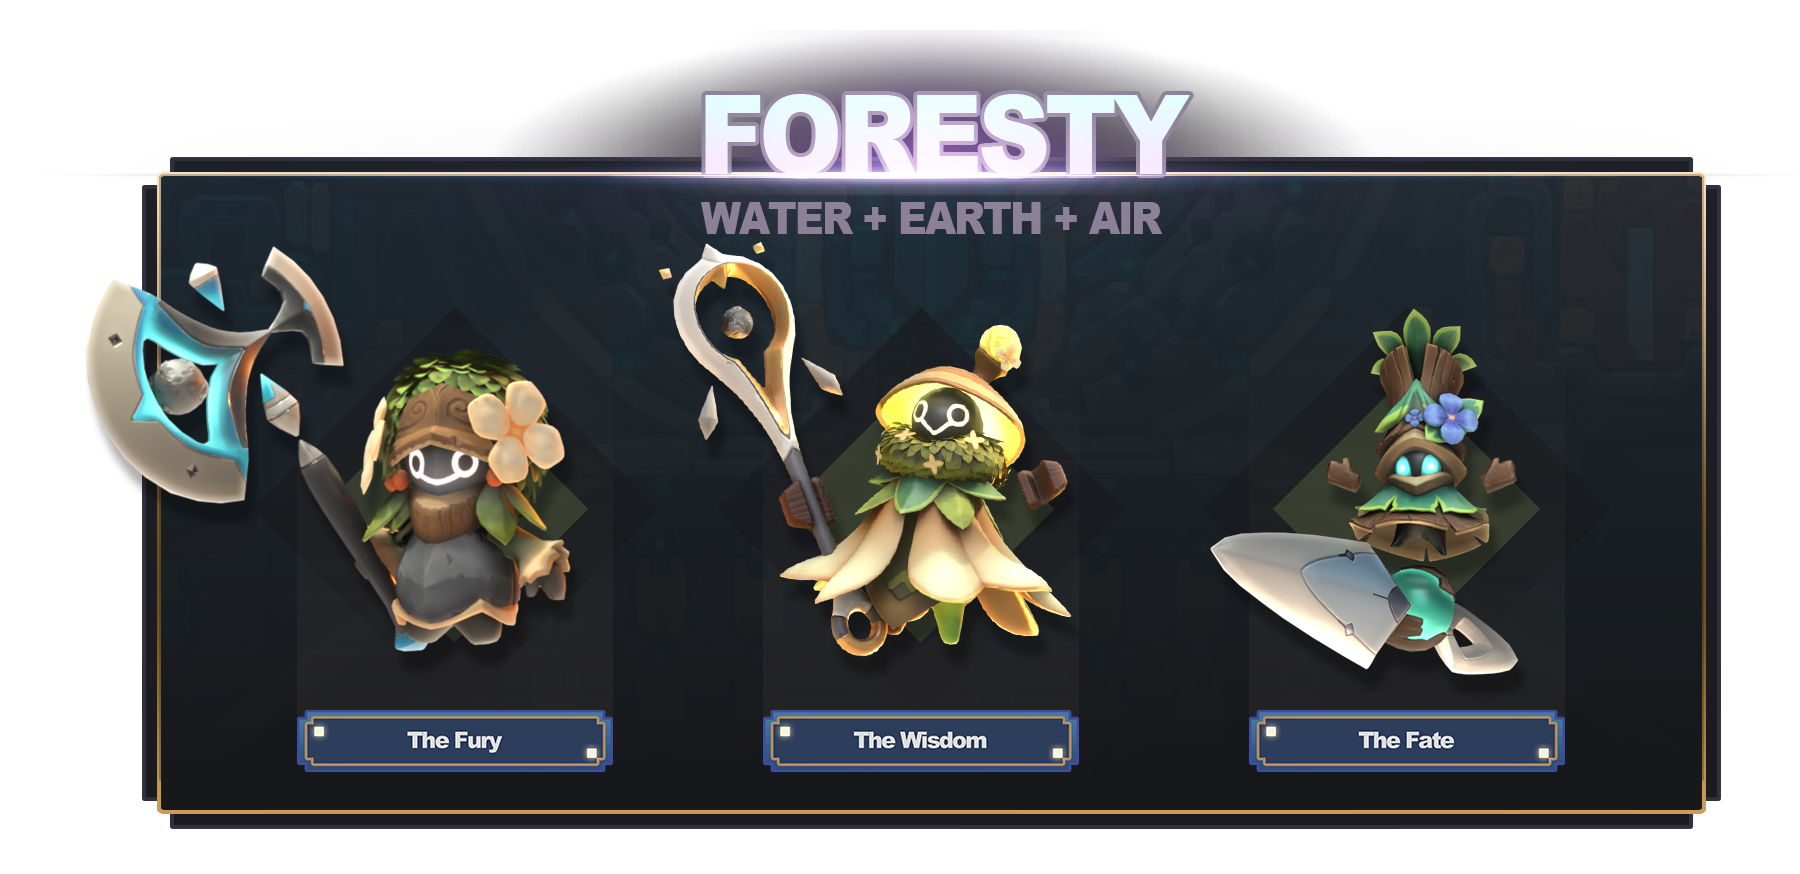 FORESTY
WATER + EARTH + AIR
The Fury
The Wisdom
The Fate